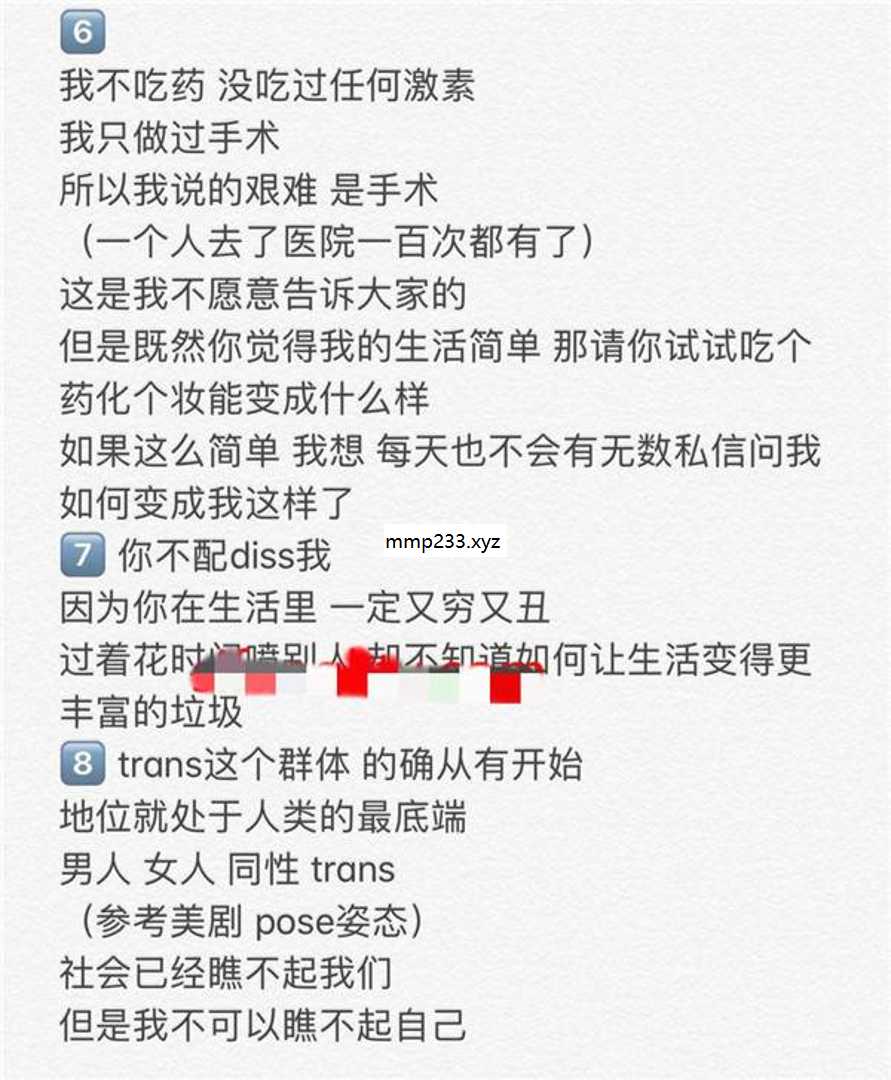 6
我不吃药 没吃过任何激素
我只做过手术
所以我说的艰难 是手术
（一个人去了医院一百次都有了）
这是我不愿意告诉大家的
但是既然你觉得我的生活简单 那请你试试吃个
药化个妆能变成什么样
如果这么简单 我想 每天也不会有无数私信问我
如何变成我这样了
mmp233.xyz
7 你不配diss我
因为你在生活里 一定又穷又丑
过着花时间喷别人 却不知道如何让生活变得更
丰富的垃圾
8 trans这个群体 的确从有开始
地位就处于人类的最底端
男人 女人 同性 trans
（参考美剧 pose姿态）
社会已经瞧不起我们
但是我不可以瞧不起自己